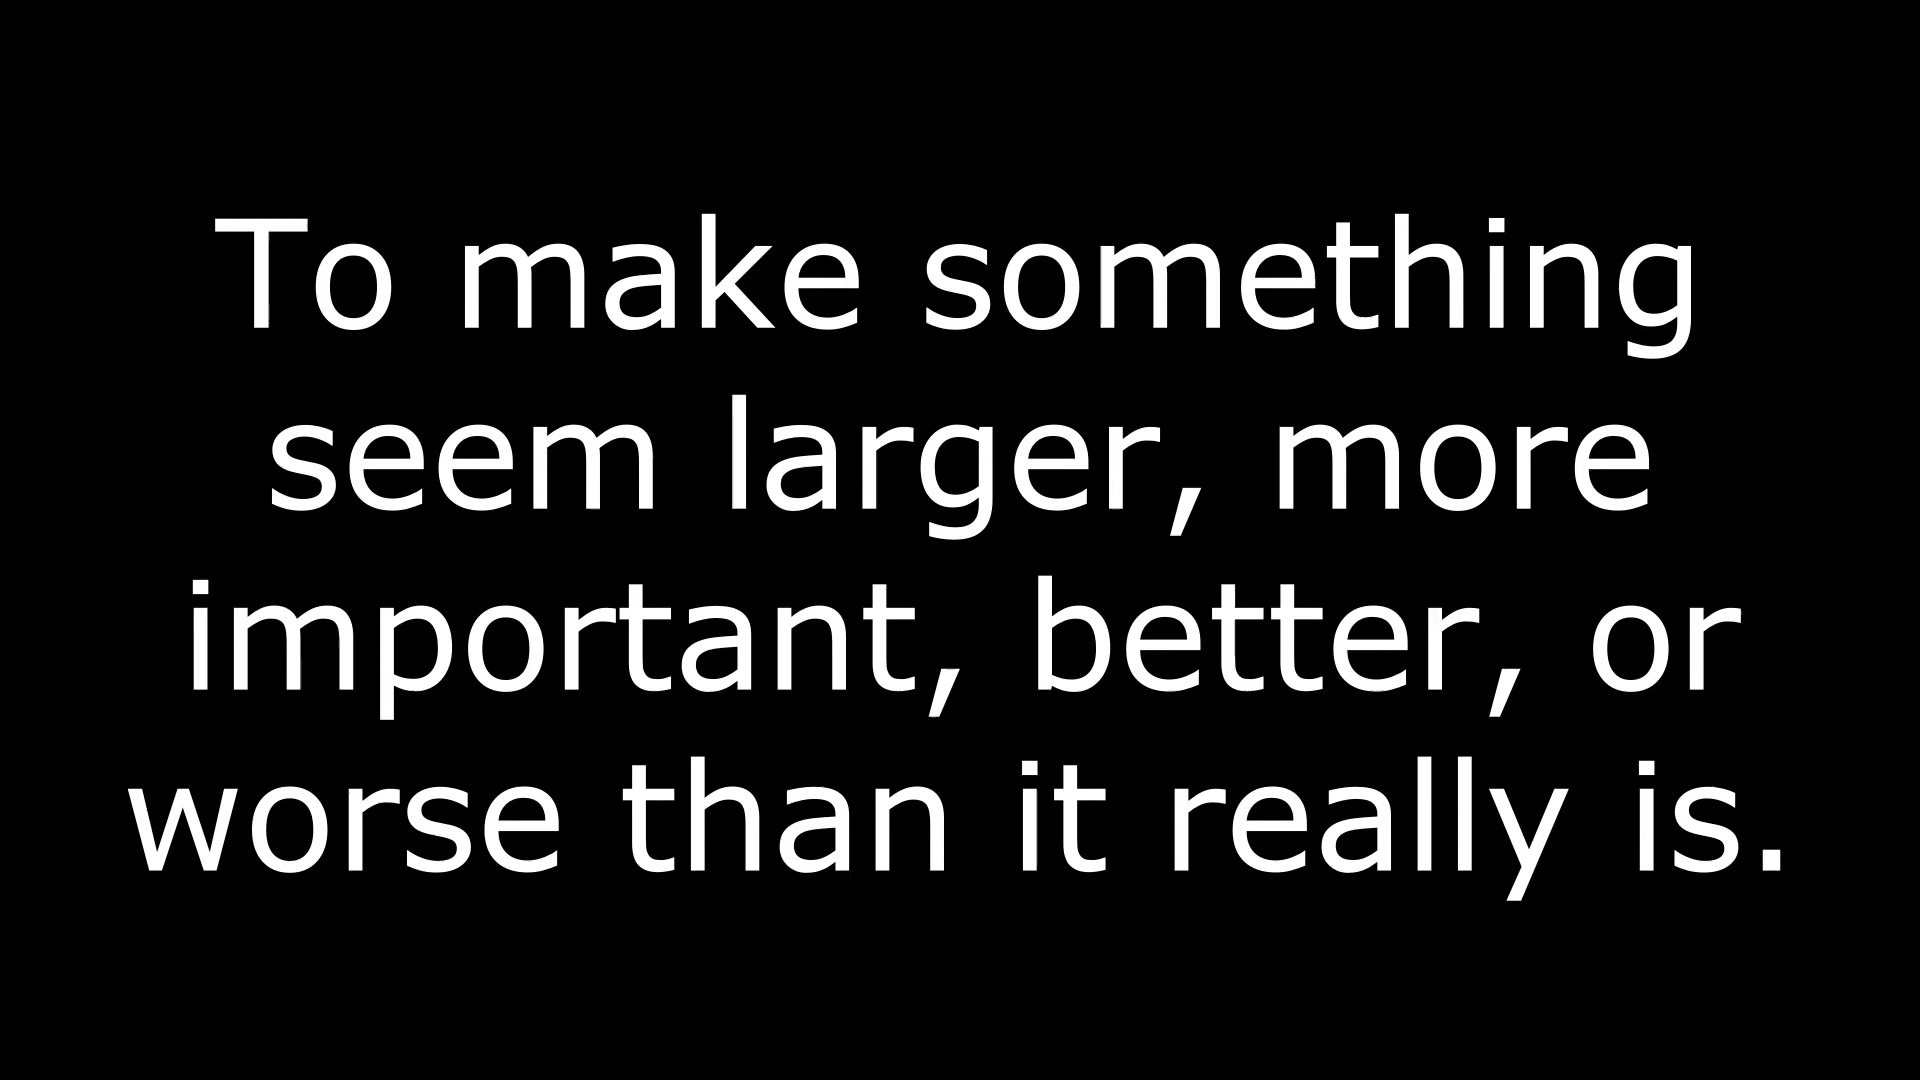 To make something
seem larger, more
important, better, or
worse than it really is.